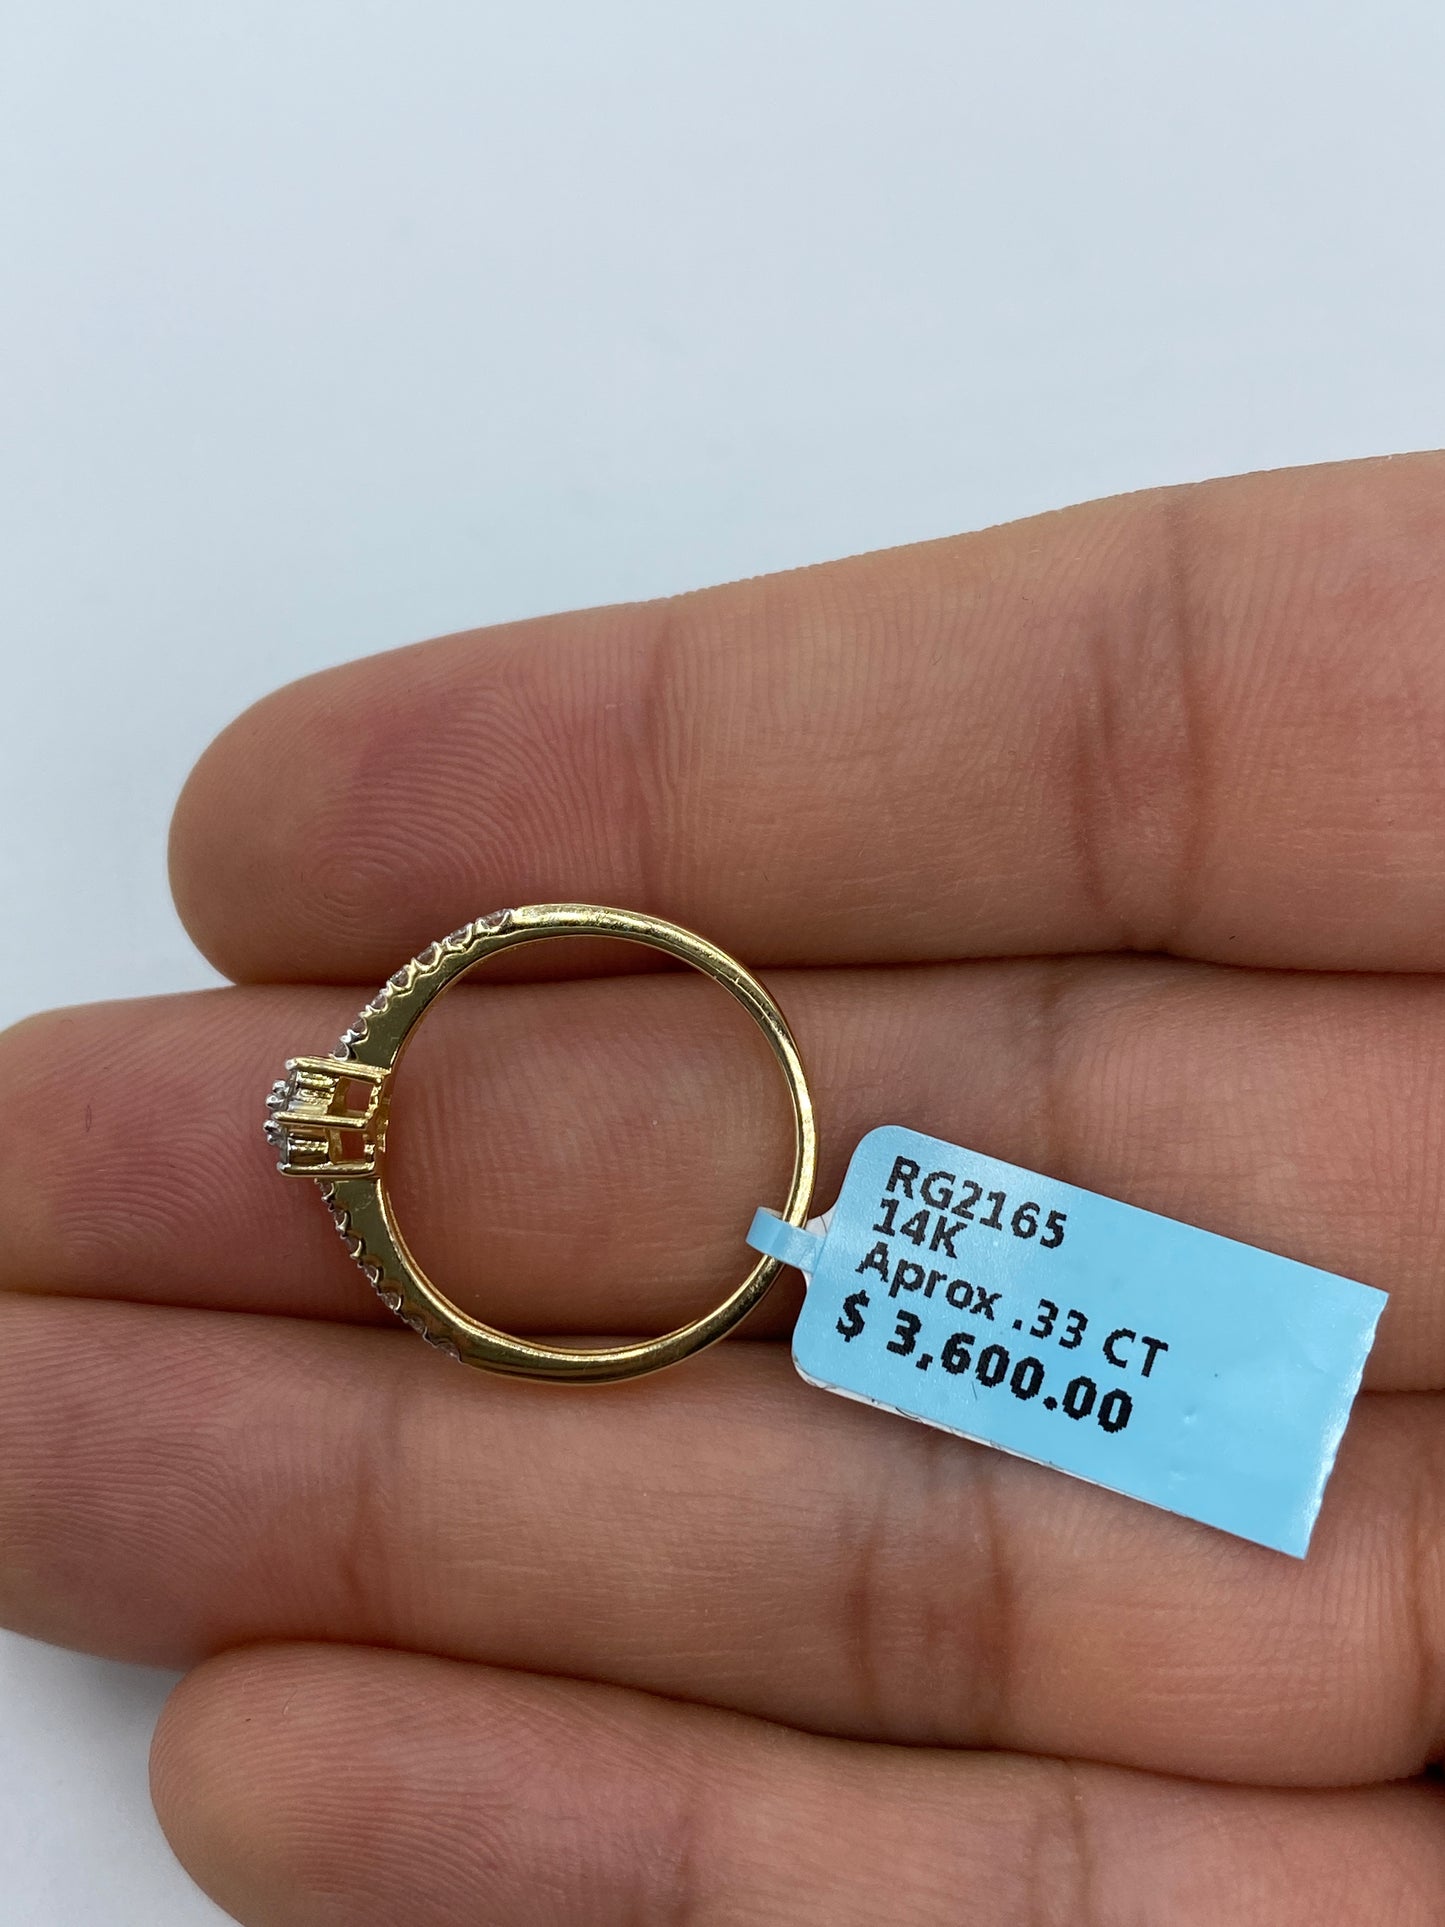 RG2165
14K
Aprox .33 CT
$ 3,600.00